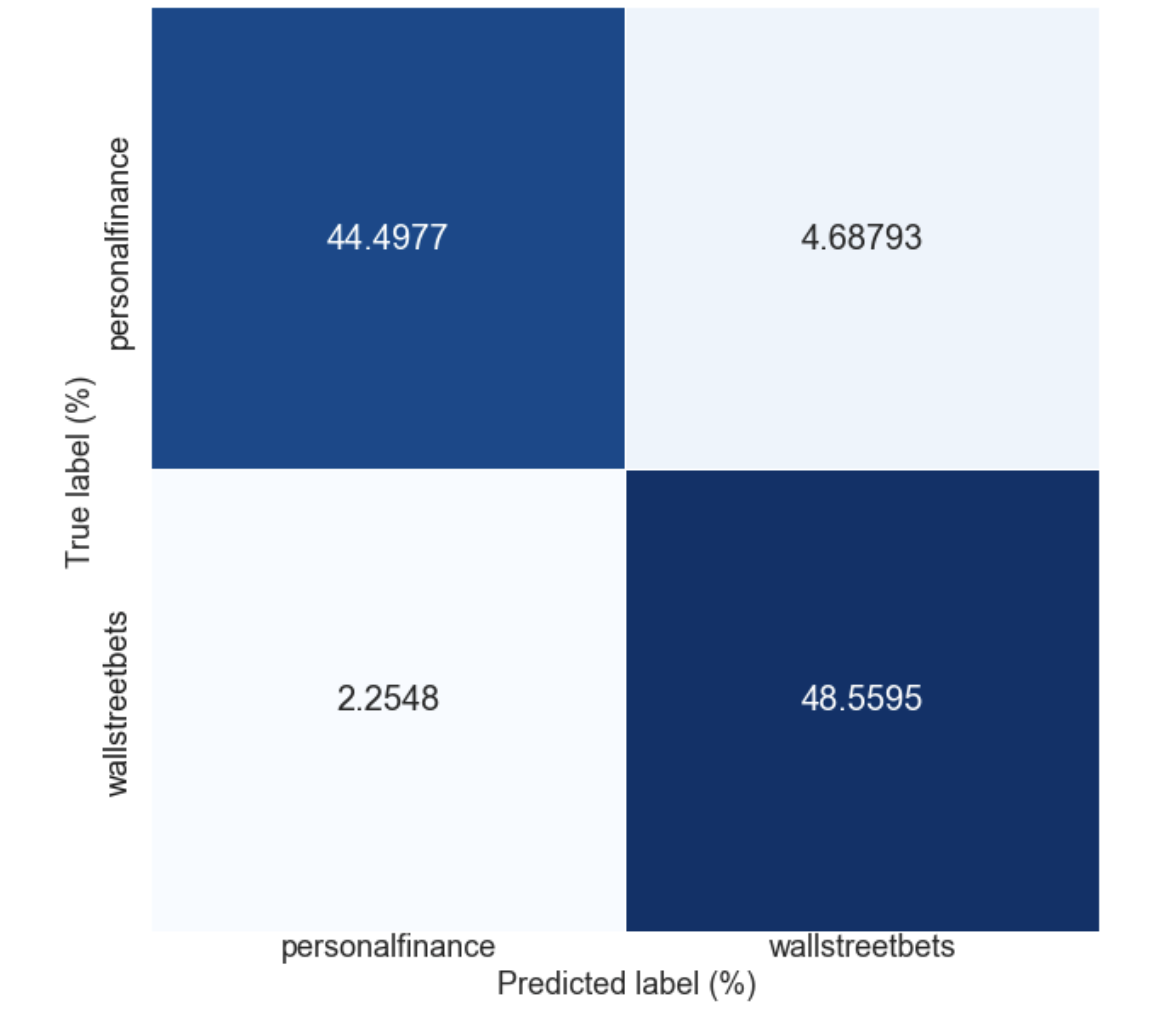 personalfinance
44.4977
4.68793
True label (%)
wallstreetbets
2.2548
48.5595
personalfinance
wallstreetbets
Predicted label (%)